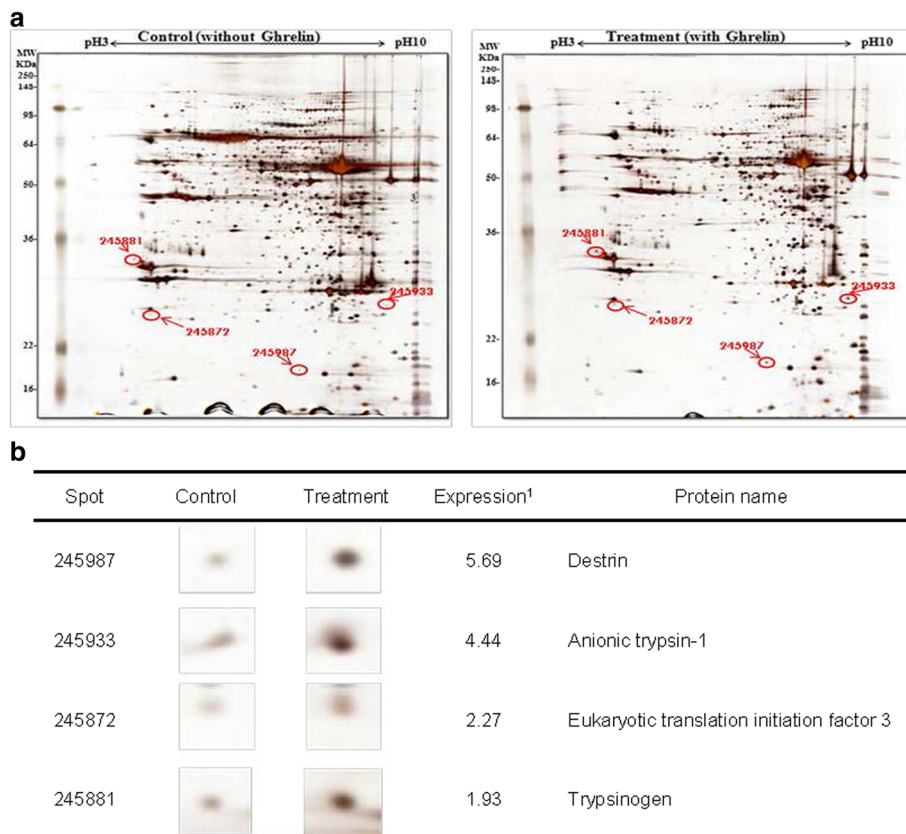 a
Control (without Ghrelin)
pH3
pH10
MW
KDa
250-
148-
98-
64-
50-
36-
22-
16-
245881
245933
245872
245987
Treatment (with Ghrelin)
pH3
pH10
MW
KDa
250-
148-
98-
64-
50-
36-
22-
16-
245881
245933
245872
245987
b
Spot Control Treatment Expression¹ Protein name
245987 5.69 Destrin
245933 4.44 Anionic trypsin-1
245872 2.27 Eukaryotic translation initiation factor 3
245881 1.93 Trypsinogen